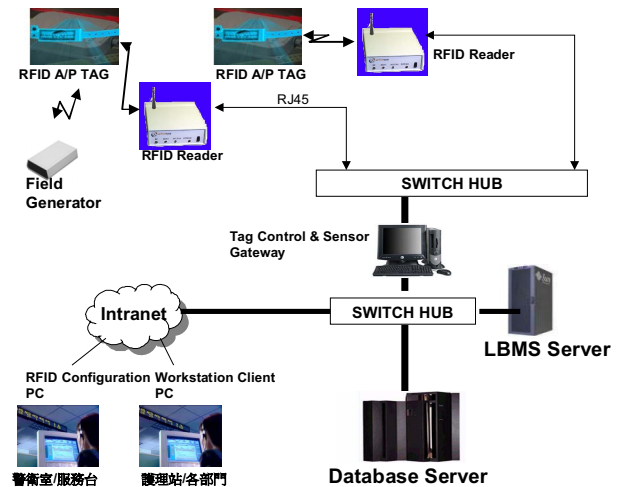 RFID A/P TAG
RFID A/P TAG
RFID Reader
RJ45
RFID Reader
Field
Generator
SWITCH HUB
Tag Control & Sensor
Gateway
Intranet
SWITCH HUB
LBMS Server
RFID Configuration
PC
Workstation Client
PC
警衛室/服務台
護理站/各部門
Database Server